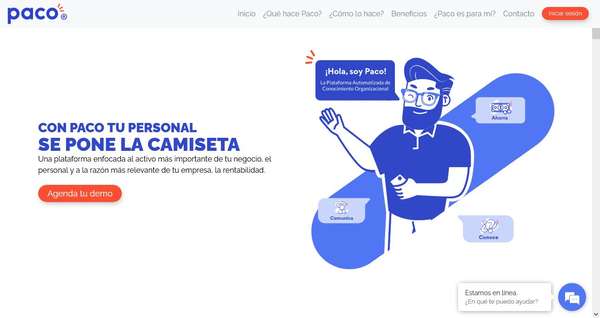 paco®
Inicio ¿Qué hace Paco? ¿Cómo lo hace? Beneficios ¿Paco es para mí? Contacto Iniciar sesión
¡Hola, soy Paco!
La Plataforma Automatizada de
Conocimiento Organizacional
Ahorra
CON PACO TU PERSONAL
SE PONE LA CAMISETA
Una plataforma enfocada al activo más importante de tu negocio, el
personal y a la razón más relevante de tu empresa, la rentabilidad.
Agenda tu demo
Comunica
Conoce
Estamos en línea.
¿En qué te puedo ayudar?